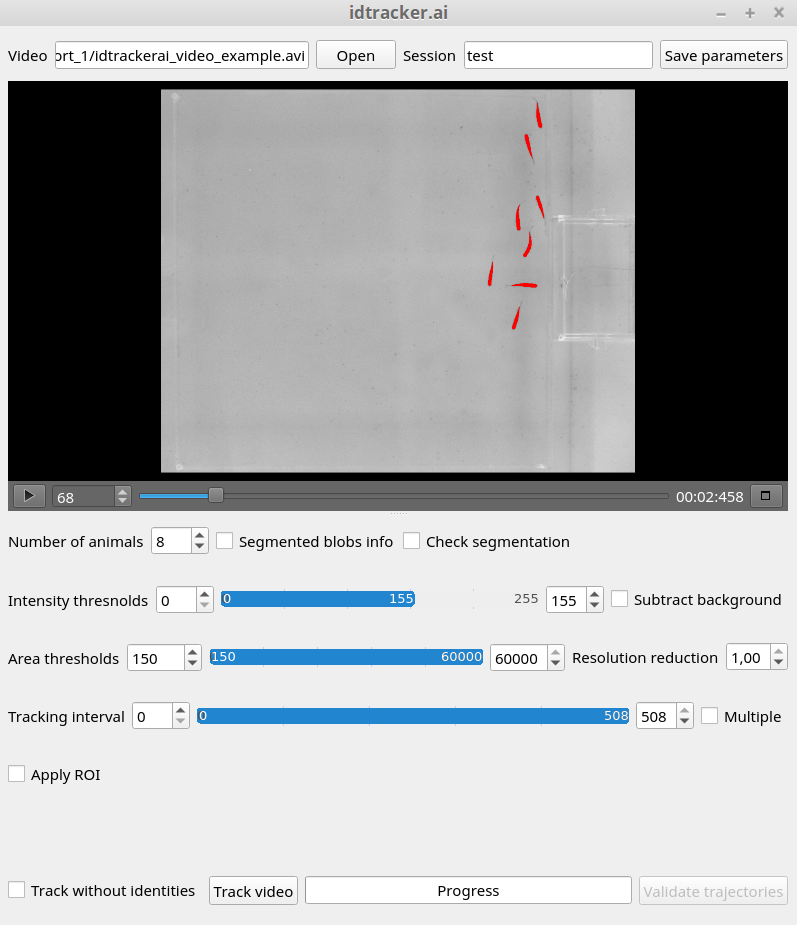 idtracker.ai
Video ort_1/idtrackerai_video_example.avi Open Session test Save parameters
68 00:02:458
Number of animals 8 Segmented blobs info Check segmentation
Intensity thresnolds 0 0 155 255 155 Subtract background
Area thresholds 150 150 60000 60000 Resolution reduction 1,00
Tracking interval 0 0 508 508 Multiple
Apply ROI
Track without identities Track video Progress Validate trajectories